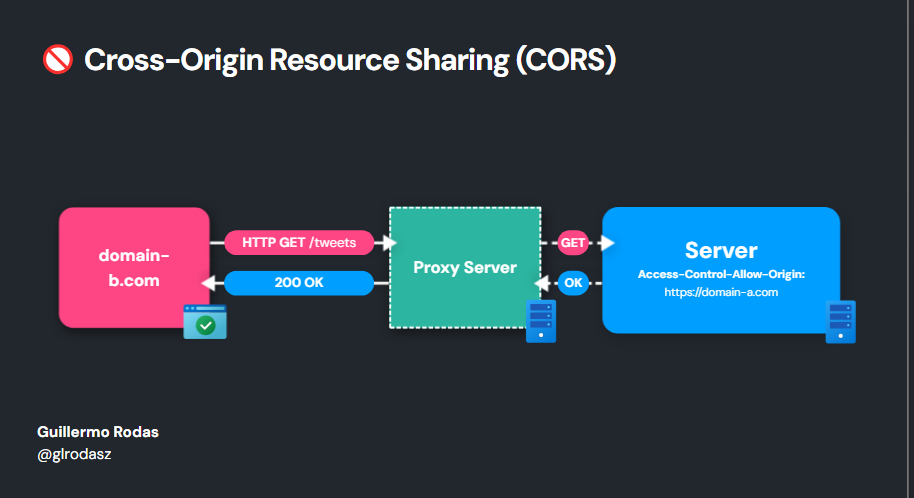 Cross-Origin Resource Sharing (CORS)
domain-
b.com
HTTP GET /tweets
200 OK
Proxy Server
GET
OK
Server
Access-Control-Allow-Origin:
https://domain-a.com
Guillermo Rodas
@glrodasz